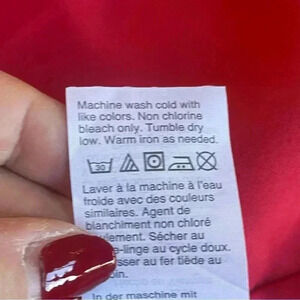 Machine wash cold with
like colors. Non chlorine
bleach only. Tumble dry
low. Warm iron as needed.
30
Laver à la machine à l'eau
froide avec des couleurs
similaires. Agent de
blanchiment non chloré
Sécher au
-linge au cycle doux.
au fer tiède au
In der maschine mit